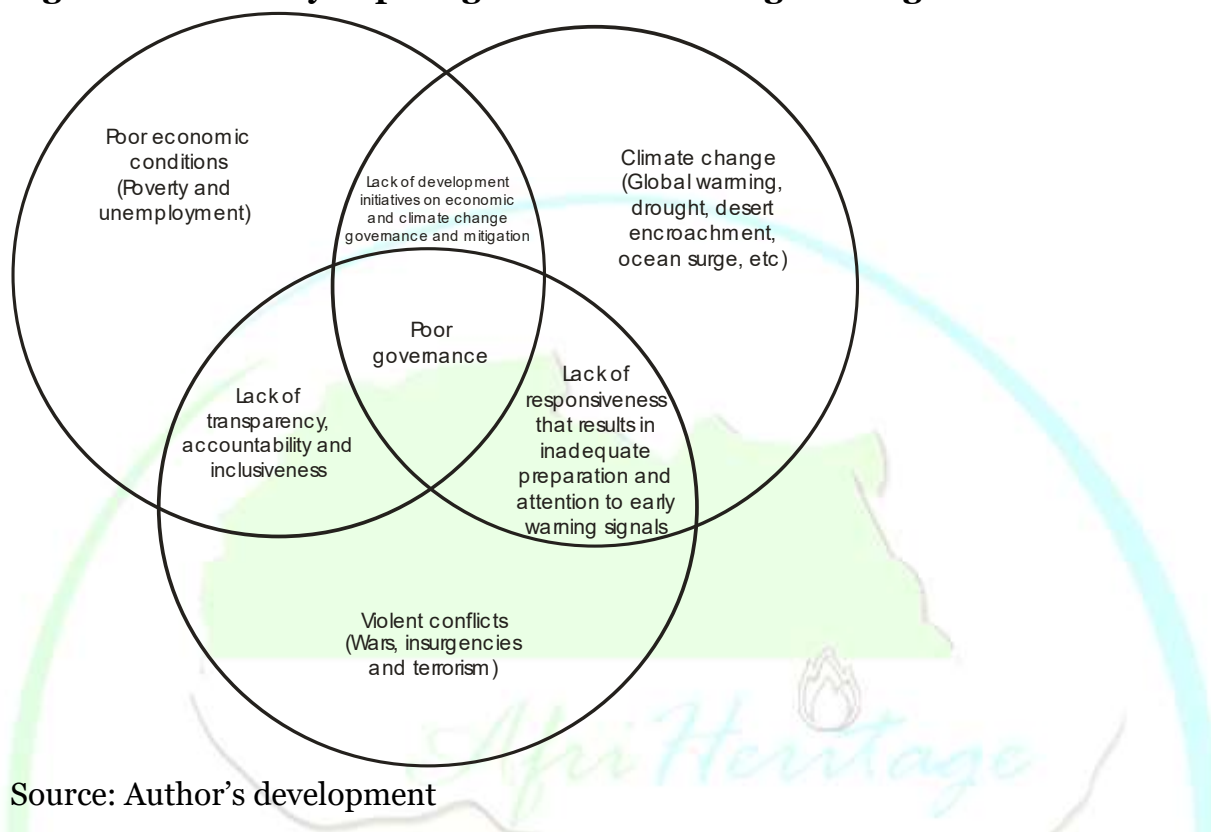 Poor economic
conditions
(Poverty and
unemployment)
Lack of development
initiatives on economic
and climate change
governance and mitigation
Climate change
(Global warming,
drought, desert
encroachment,
ocean surge, etc)
Poor
governance
Lack of
transparency,
accountability and
inclusiveness
Lack of
responsiveness
that results in
inadequate
preparation and
attention to early
warning signals
Violent conflicts
(Wars, insurgencies
and terrorism)
Afri Heritage
Source: Author’s development